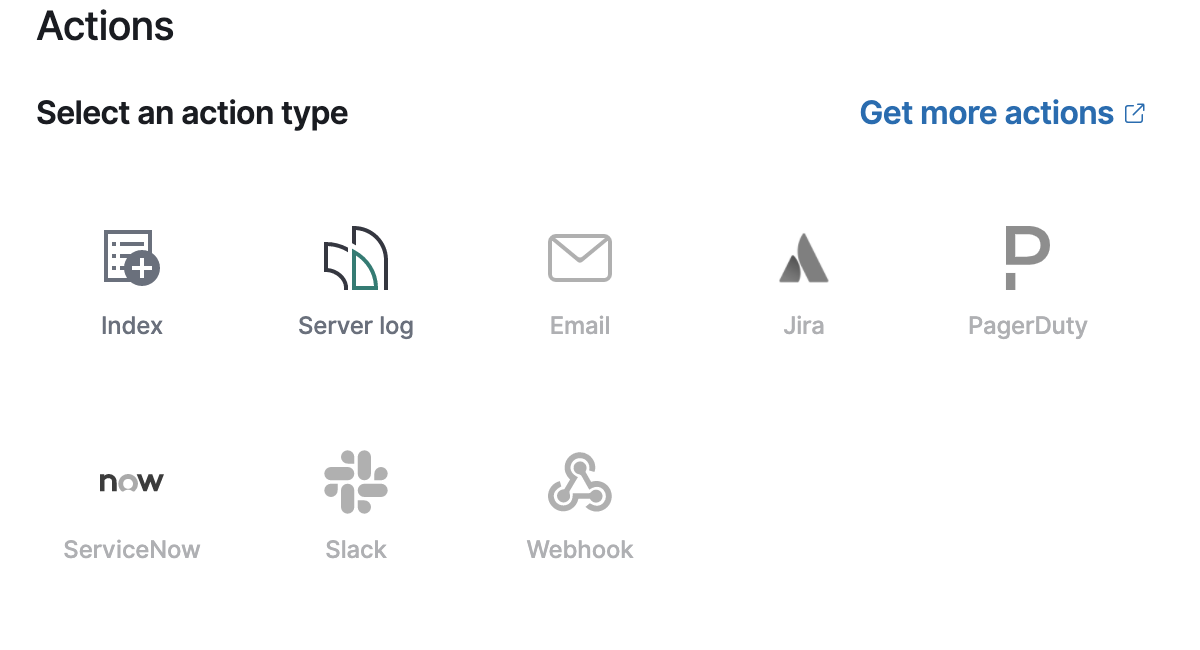 Actions
Select an action type
Get more actions
Index
Server log
Email
Jira
PagerDuty
now
ServiceNow
Slack
Webhook